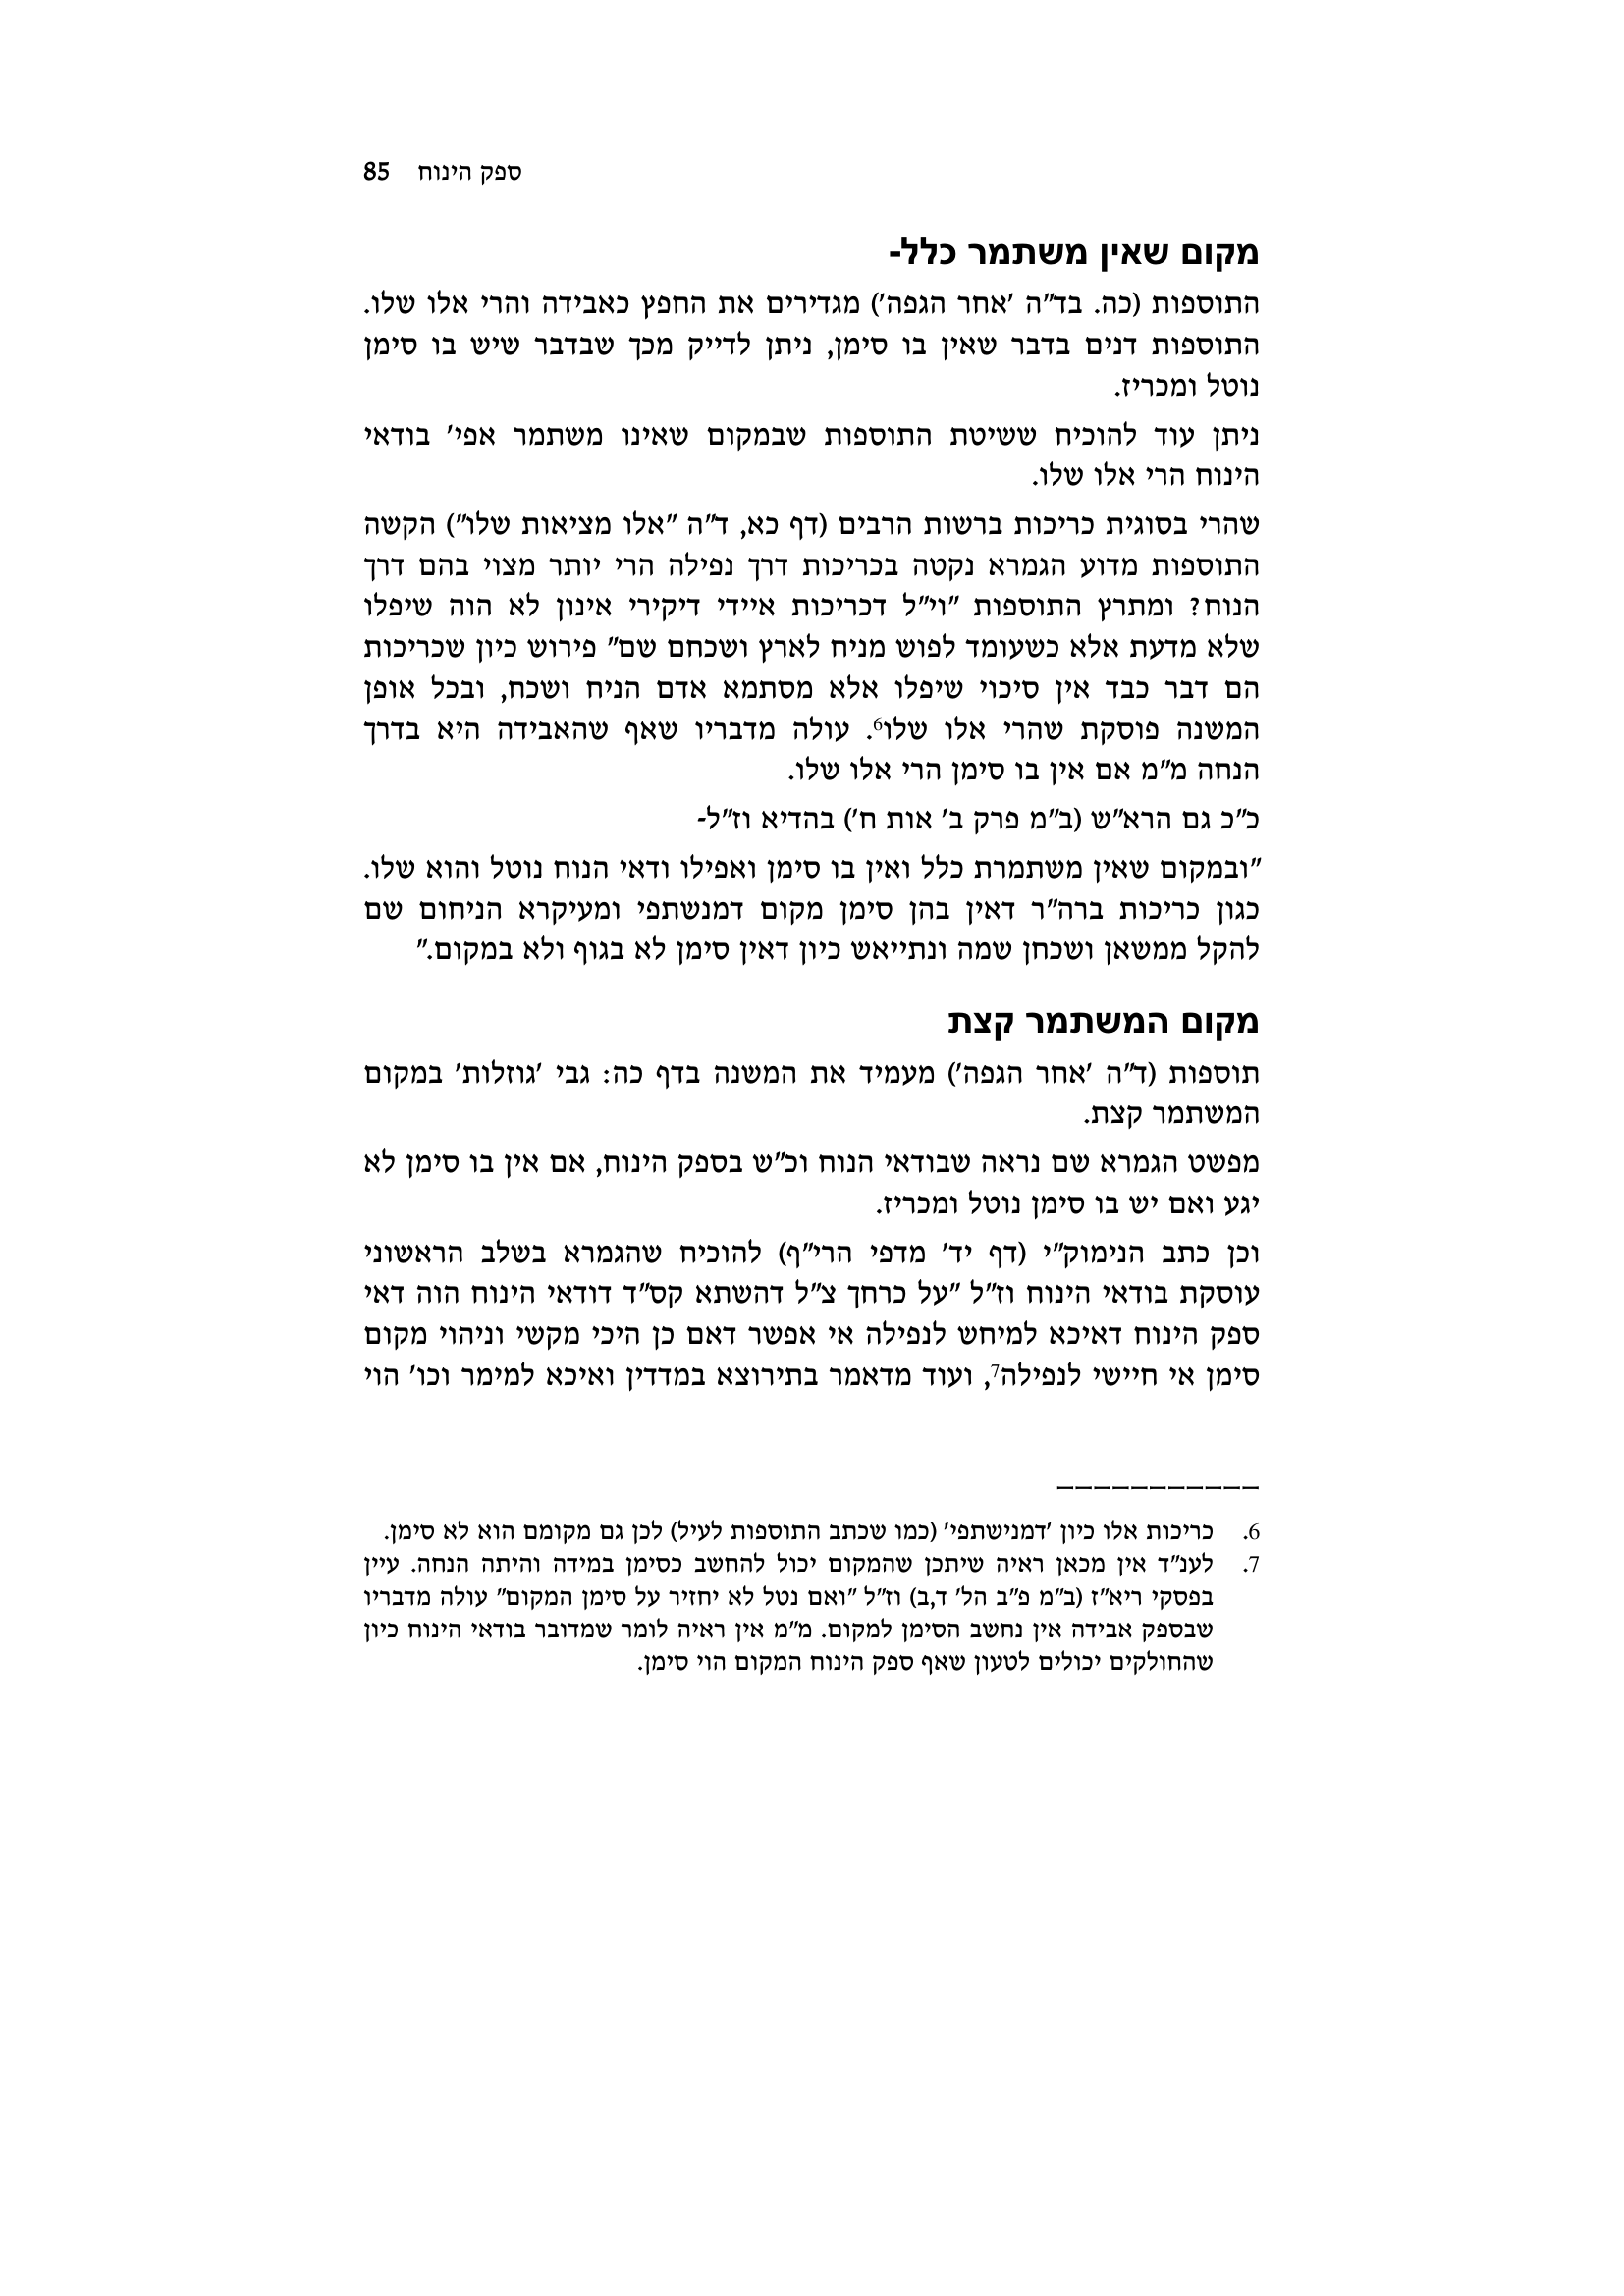 ספק הינוח 85
מקום שאין משתמר כלל-
התוספות (כה. בד"ה 'אחר הגפה') מגדירים את החפץ כאבידה והרי אלו שלו.
התוספות דנים בדבר שאין בו סימן, ניתן לדייק מכך שבדבר שיש בו סימן
נוטל ומכריז.
ניתן עוד להוכיח ששיטת התוספות שבמקום שאינו משתמר אפי' בודאי
הינוח הרי אלו שלו.
שהרי בסוגית כריכות ברשות הרבים (דף כא, ד"ה "אלו מציאות שלו") הקשה
התוספות מדוע הגמרא נקטה בכריכות דרך נפילה הרי יותר מצוי בהם דרך
הנוח? ומתרץ התוספות "וי"ל דכריכות איידי דיקירי אינון לא הוה שיפלו
שלא מדעת אלא כשעומד לפוש מניח לארץ ושכחם שם" פירוש כיון שכריכות
הם דבר כבד אין סיכוי שיפלו אלא מסתמא אדם הניח ושכח, ובכל אופן
המשנה פוסקת שהרי אלו שלו6. עולה מדבריו שאף שהאבידה היא בדרך
הנחה מ"מ אם אין בו סימן הרי אלו שלו.
כ"כ גם הרא"ש (ב"מ פרק ב' אות ח') בהדיא וז"ל-
"ובמקום שאין משתמרת כלל ואין בו סימן ואפילו ודאי הנוח נוטל והוא שלו.
כגון כריכות ברה"ר דאין בהן סימן מקום דמנשתפי ומעיקרא הניחום שם
להקל ממשאן ושכחן שמה ונתייאש כיון דאין סימן לא בגוף ולא במקום."
מקום המשתמר קצת
תוספות (ד"ה 'אחר הגפה') מעמיד את המשנה בדף כה: גבי 'גוזלות' במקום
המשתמר קצת.
מפשט הגמרא שם נראה שבודאי הנוח וכ"ש בספק הינוח, אם אין בו סימן לא
יגע ואם יש בו סימן נוטל ומכריז.
וכן כתב הנימוק"י (דף יד' מדפי הרי"ף) להוכיח שהגמרא בשלב הראשוני
עוסקת בודאי הינוח וז"ל "על כרחך צ"ל דהשתא קס"ד דודאי הינוח הוה דאי
ספק הינוח דאיכא למיחש לנפילה אי אפשר דאם כן היכי מקשי וניהוי מקום
סימן אי חיישי לנפילה7, ועוד מדאמר בתירוצא במדדין ואיכא למימר וכו' הוי
6. כריכות אלו כיון 'דמנישתפי' (כמו שכתב התוספות לעיל) לכן גם מקומם הוא לא סימן.
7. לענ"ד אין מכאן ראיה שיתכן שהמקום יכול להחשב כסימן במידה והיתה הנחה. עיין
בפסקי ריא"ז (ב"מ פ"ב הל' ד,ב) וז"ל "ואם נטל לא יחזיר על סימן המקום" עולה מדבריו
שבספק אבידה אין נחשב הסימן למקום. מ"מ אין ראיה לומר שמדובר בודאי הינוח כיון
שהחולקים יכולים לטעון שאף ספק הינוח המקום הוי סימן.